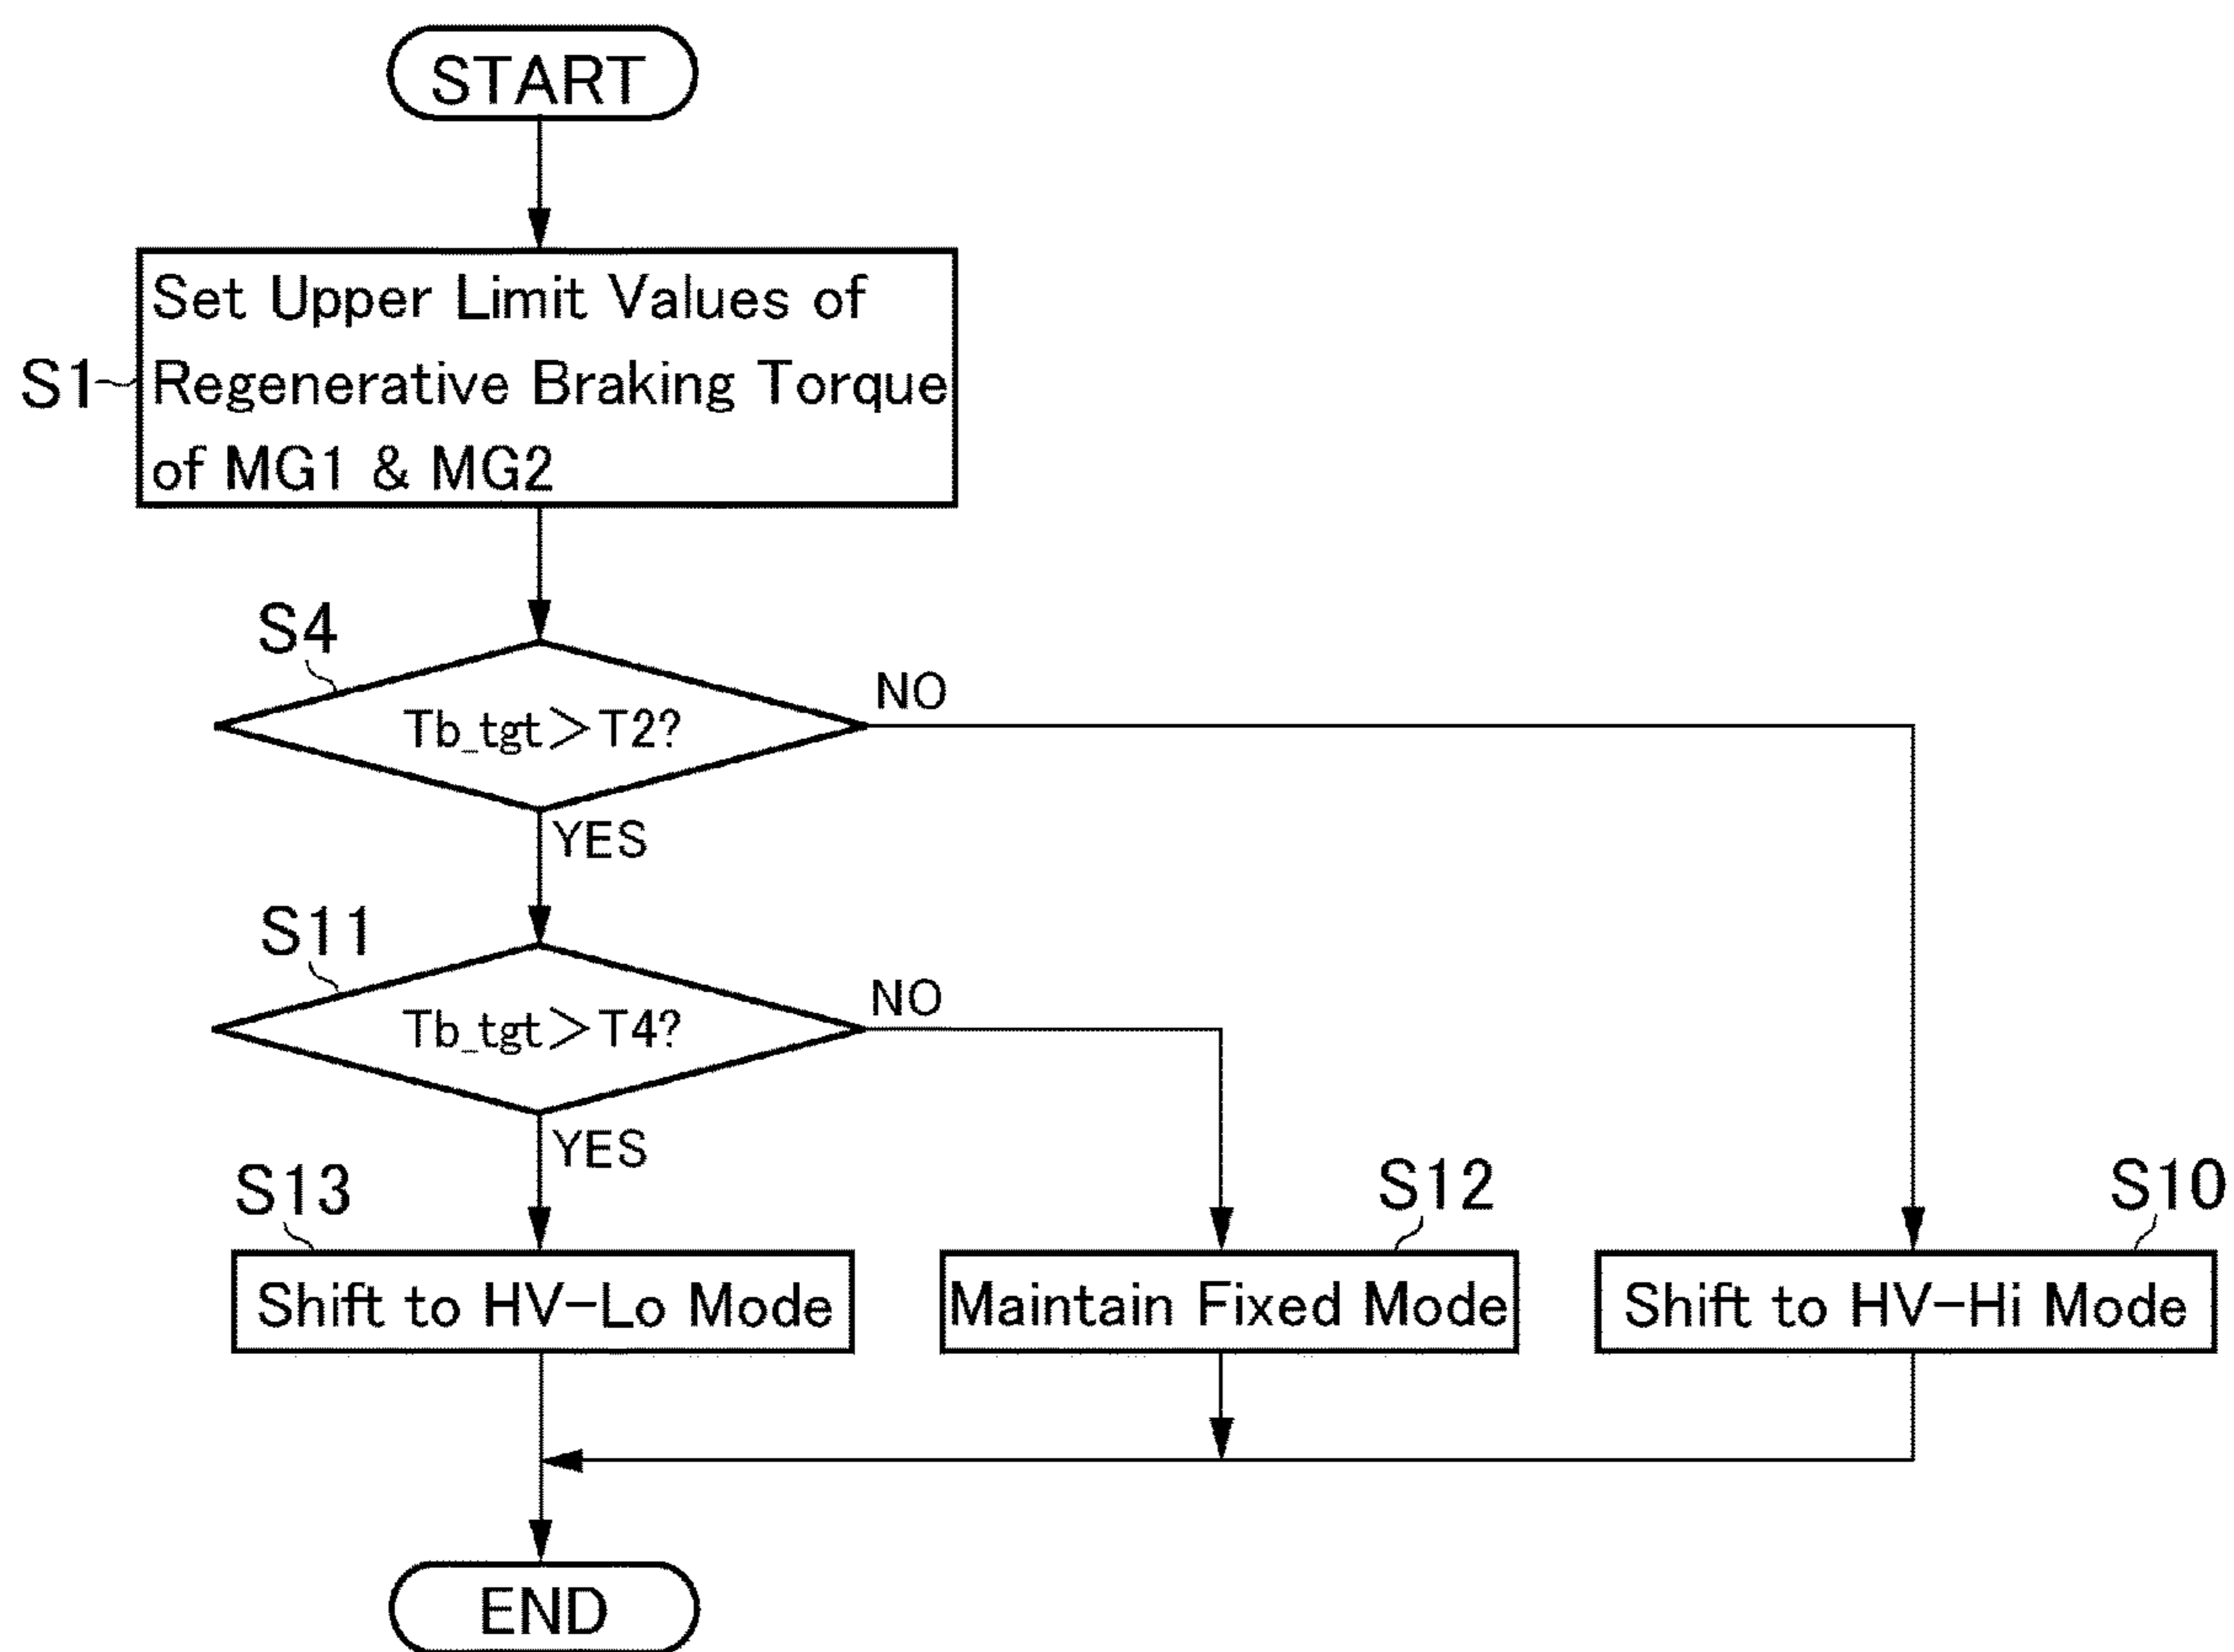 START
Set Upper Limit Values of
S1 Regenerative Braking Torque
of MG1 & MG2
S4
NO
Tb_tgt>T2?
YES
S11
NO
Tb_tgt>T4?
YES
S13
S12
S10
Shift to HV-Lo Mode
Maintain Fixed Mode
Shift to HV-Hi Mode
END